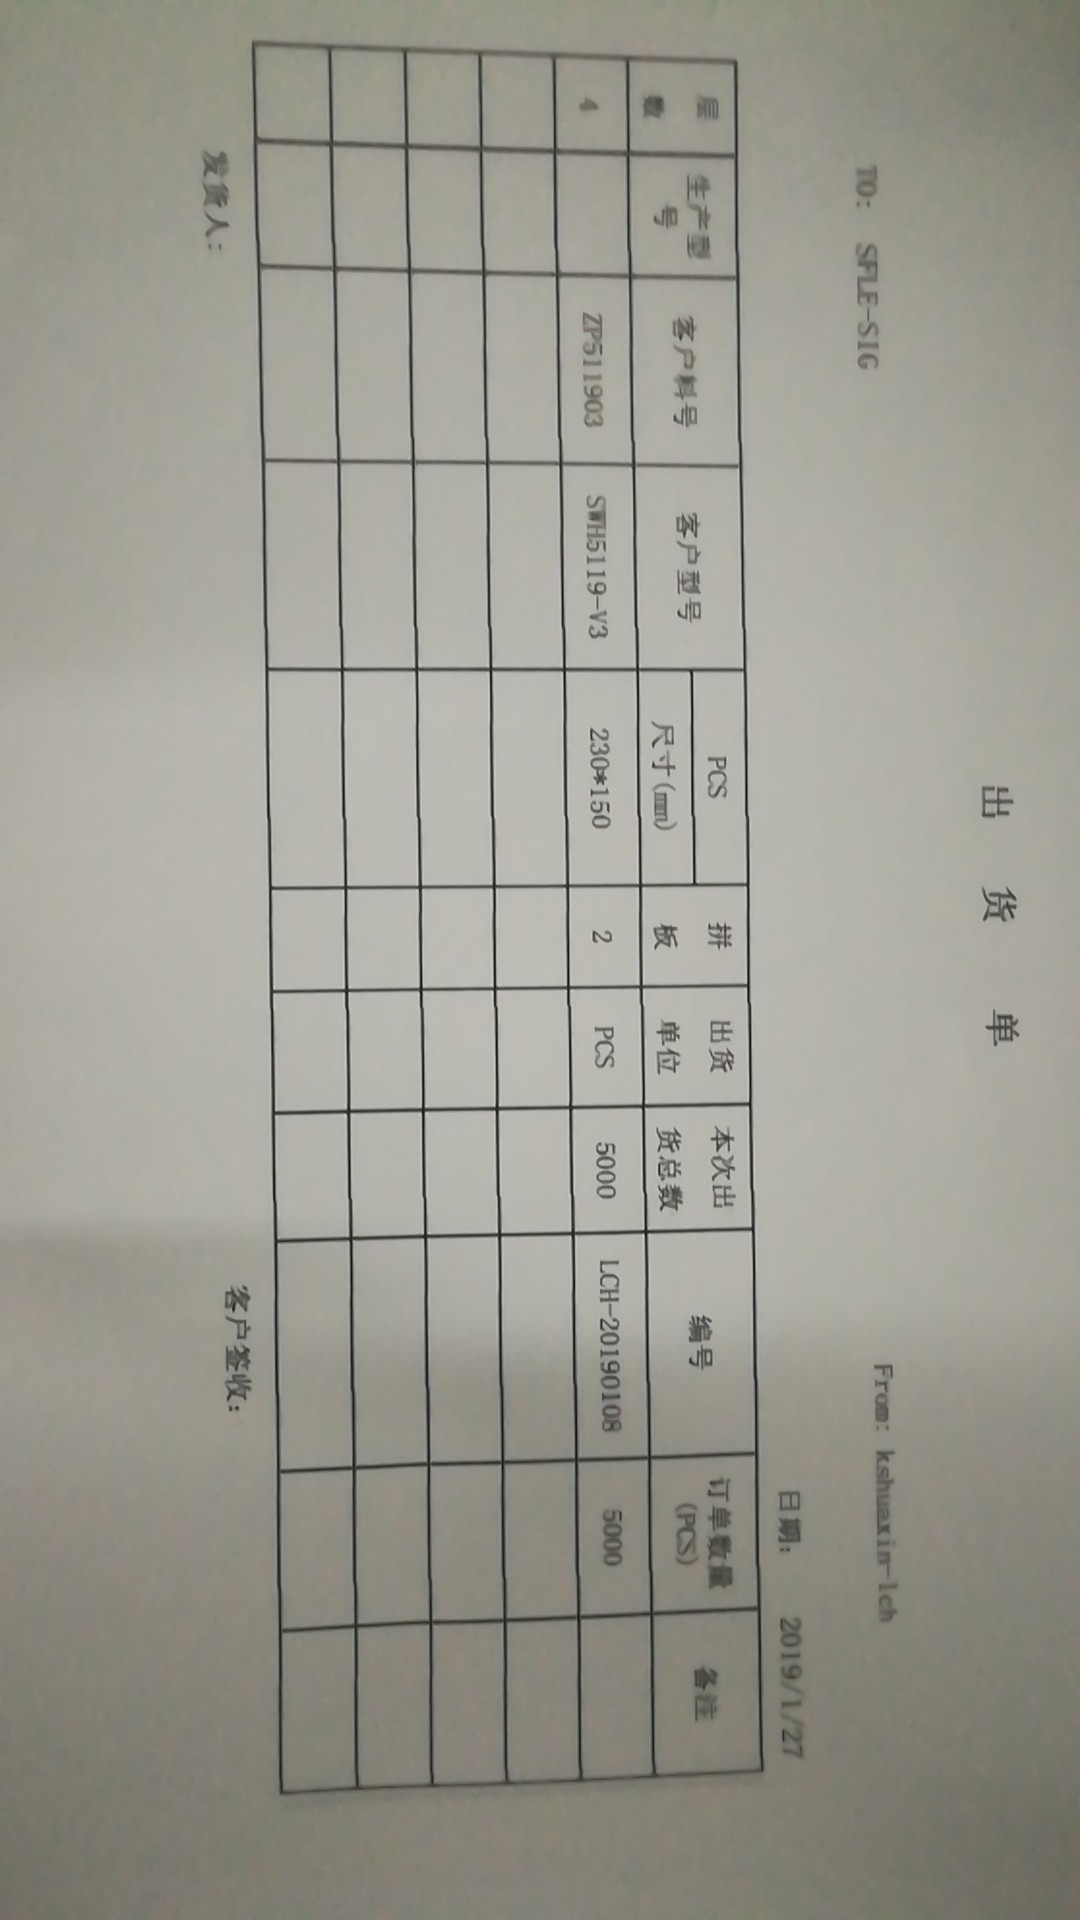 出 货 单
TO: SFLE-SIG From: kshuaxin-lch
日期: 2019/1/27
层数 生产型号 客户料号 客户型号 PCS 尺寸(mm) 拼板 出货单位 本次出货总数 编号 订单数量(PCS) 备注
4 ZP511903 SWH5119-V3 230*150 2 PCS 5000 LCH-20190108 5000
发货人: 客户签收: